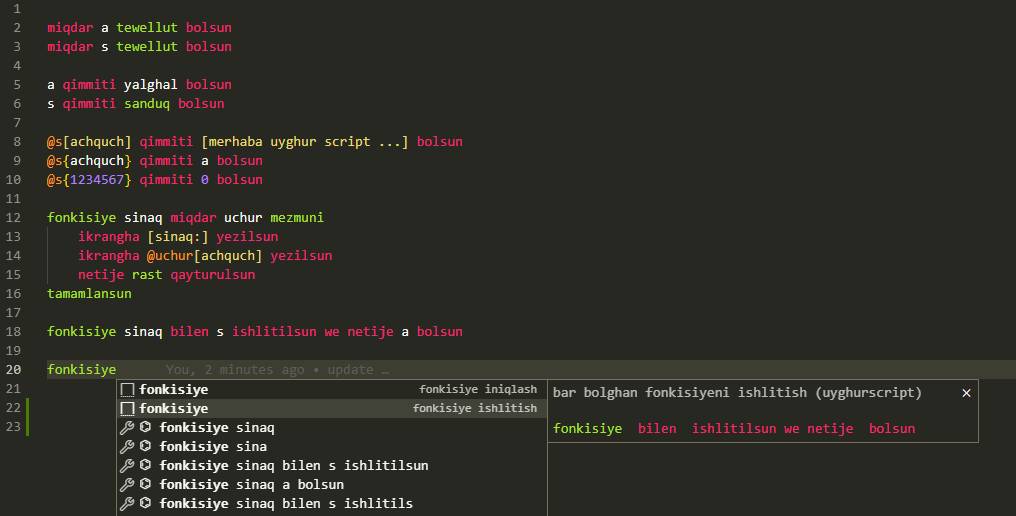 1
2 miqdar a tewellut bolsun
3 miqdar s tewellut bolsun
4
5 a qimmiti yalghal bolsun
6 s qimmiti sanduq bolsun
7
8 @s[achquch] qimmiti [merhaba uyghur script ...] bolsun
9 @s{achquch} qimmiti a bolsun
10 @s{1234567} qimmiti 0 bolsun
11
12 fonkisiye sinaq miqdar uchur mezmuni
13 ikrangha [sinaq:] yezilsun
14 ikrangha @uchur[achquch] yezilsun
15 netije rast qayturulsun
16 tamamlansun
17
18 fonkisiye sinaq bilen s ishlitilsun we netije a bolsun
19
20 fonkisiye You, 2 minutes ago • update …
21
22
23
fonkisiye fonkisiye iniqlash
fonkisiye fonkisiye ishlitish
fonkisiye sinaq
fonkisiye sina
fonkisiye sinaq bilen s ishlitilsun
fonkisiye sinaq a bolsun
fonkisiye sinaq bilen s ishlitils
bar bolghan fonkisiyeni ishlitish (uyghurscript)
fonkisiye bilen ishlitilsun we netije bolsun